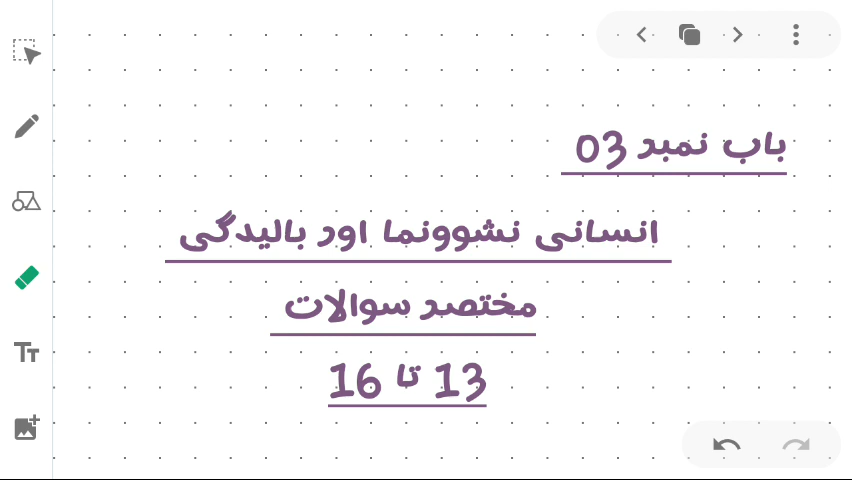 باب نمبر 03
انسانی نشوونما اور بالیدگی
مختصر سوالات
13 تا 16